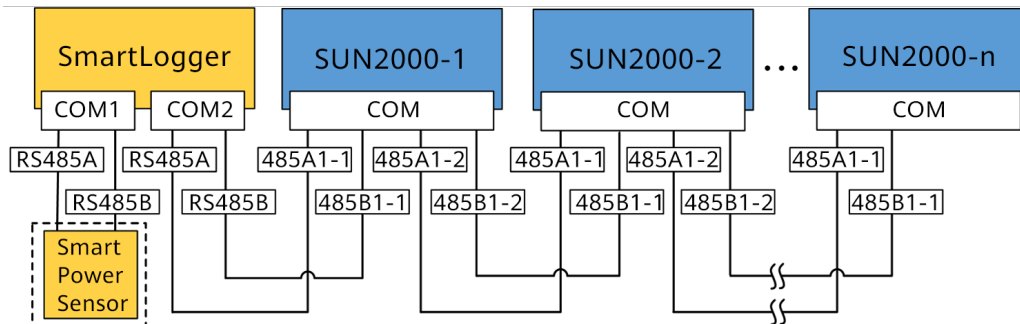 SmartLogger
SUN2000-1
SUN2000-2
...
SUN2000-n
COM1
COM2
COM
COM
COM
RS485A
RS485A
485A1-1
485A1-2
485A1-1
485A1-2
485A1-1
RS485B
RS485B
485B1-1
485B1-2
485B1-1
485B1-2
485B1-1
Smart
Power
Sensor